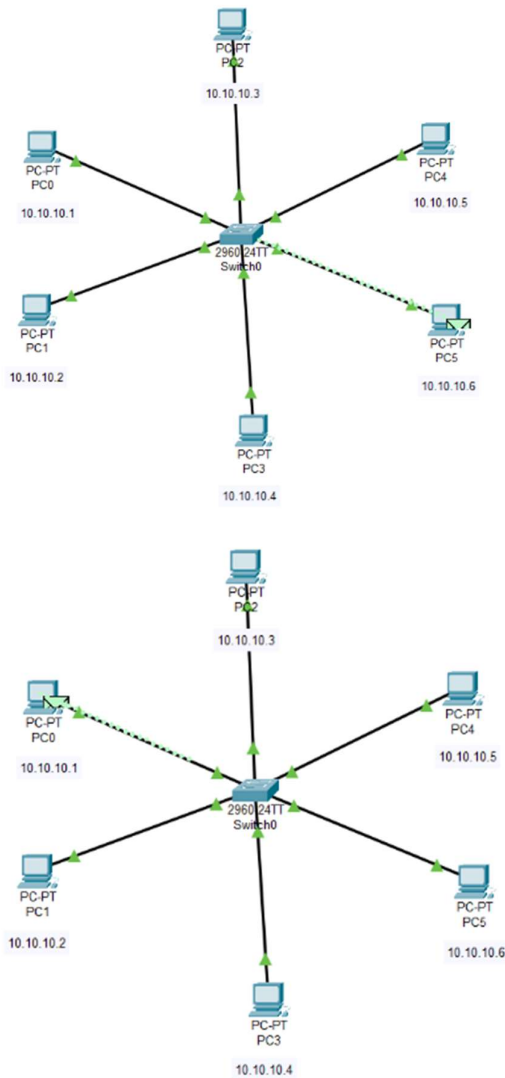 PC-PT
PC2
10.10.10.3
PC-PT
PC0
10.10.10.1
PC-PT
PC4
10.10.10.5
2960-24TT
Switch0
PC-PT
PC1
10.10.10.2
PC-PT
PC5
10.10.10.6
PC-PT
PC3
10.10.10.4
PC-PT
PC2
10.10.10.3
PC-PT
PC0
10.10.10.1
PC-PT
PC4
10.10.10.5
2960-24TT
Switch0
PC-PT
PC1
10.10.10.2
PC-PT
PC5
10.10.10.6
PC-PT
PC3
10.10.10.4